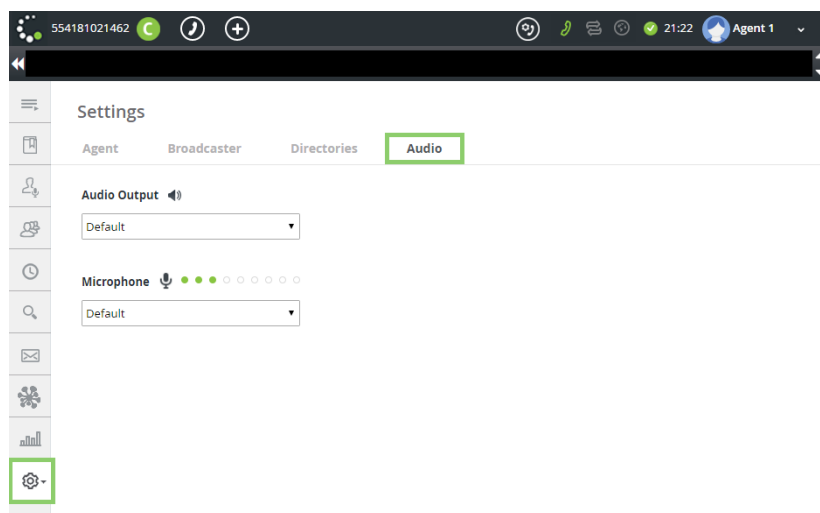 554181021462 C 21:22 Agent 1
Settings
Agent Broadcaster Directories Audio
Audio Output
Default
Microphone
Default